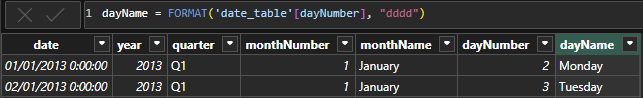 1 dayName = FORMAT('date_table'[dayNumber], "dddd")
date year quarter monthNumber monthName dayNumber dayName
01/01/2013 0:00:00 2013 Q1 1 January 2 Monday
02/01/2013 0:00:00 2013 Q1 1 January 3 Tuesday